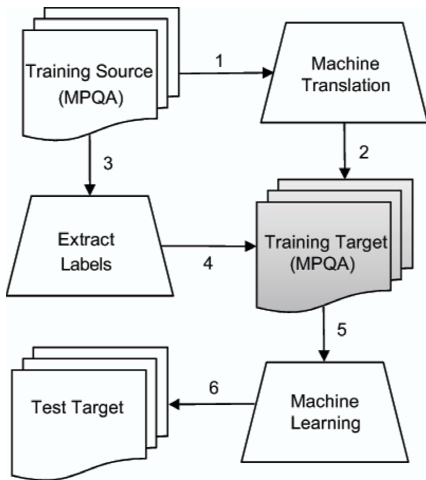 Training Source
(MPQA)
1
Machine
Translation
3
2
Extract
Labels
4
Training Target
(MPQA)
5
Test Target
6
Machine
Learning